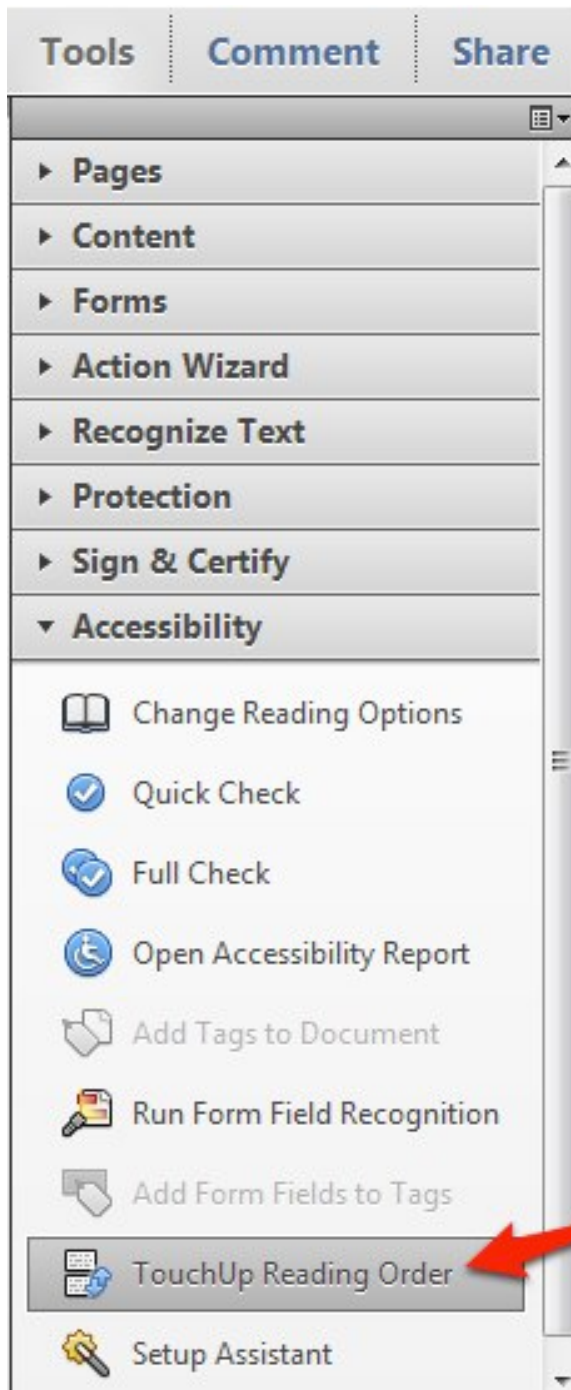 Tools Comment Share
Pages
Content
Forms
Action Wizard
Recognize Text
Protection
Sign & Certify
Accessibility
Change Reading Options
Quick Check
Full Check
Open Accessibility Report
Add Tags to Document
Run Form Field Recognition
Add Form Fields to Tags
TouchUp Reading Order
Setup Assistant